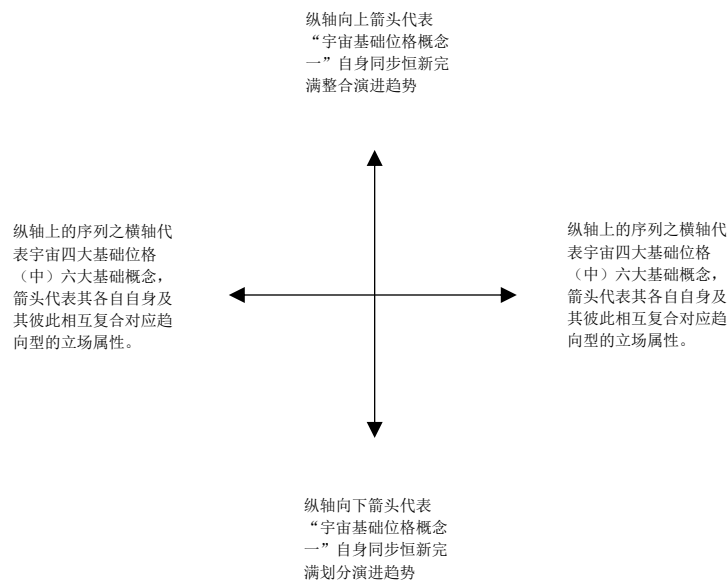 纵轴向上箭头代表
“宇宙基础位格概念
一”自身同步恒新完
满整合演进趋势
纵轴上的序列之横轴代
表宇宙四大基础位格
（中）六大基础概念，
箭头代表其各自自身及
其彼此相互复合对应趋
向型的立场属性。
纵轴上的序列之横轴代
表宇宙四大基础位格
（中）六大基础概念，
箭头代表其各自自身及
其彼此相互复合对应趋
向型的立场属性。
纵轴向下箭头代表
“宇宙基础位格概念
一”自身同步恒新完
满划分演进趋势